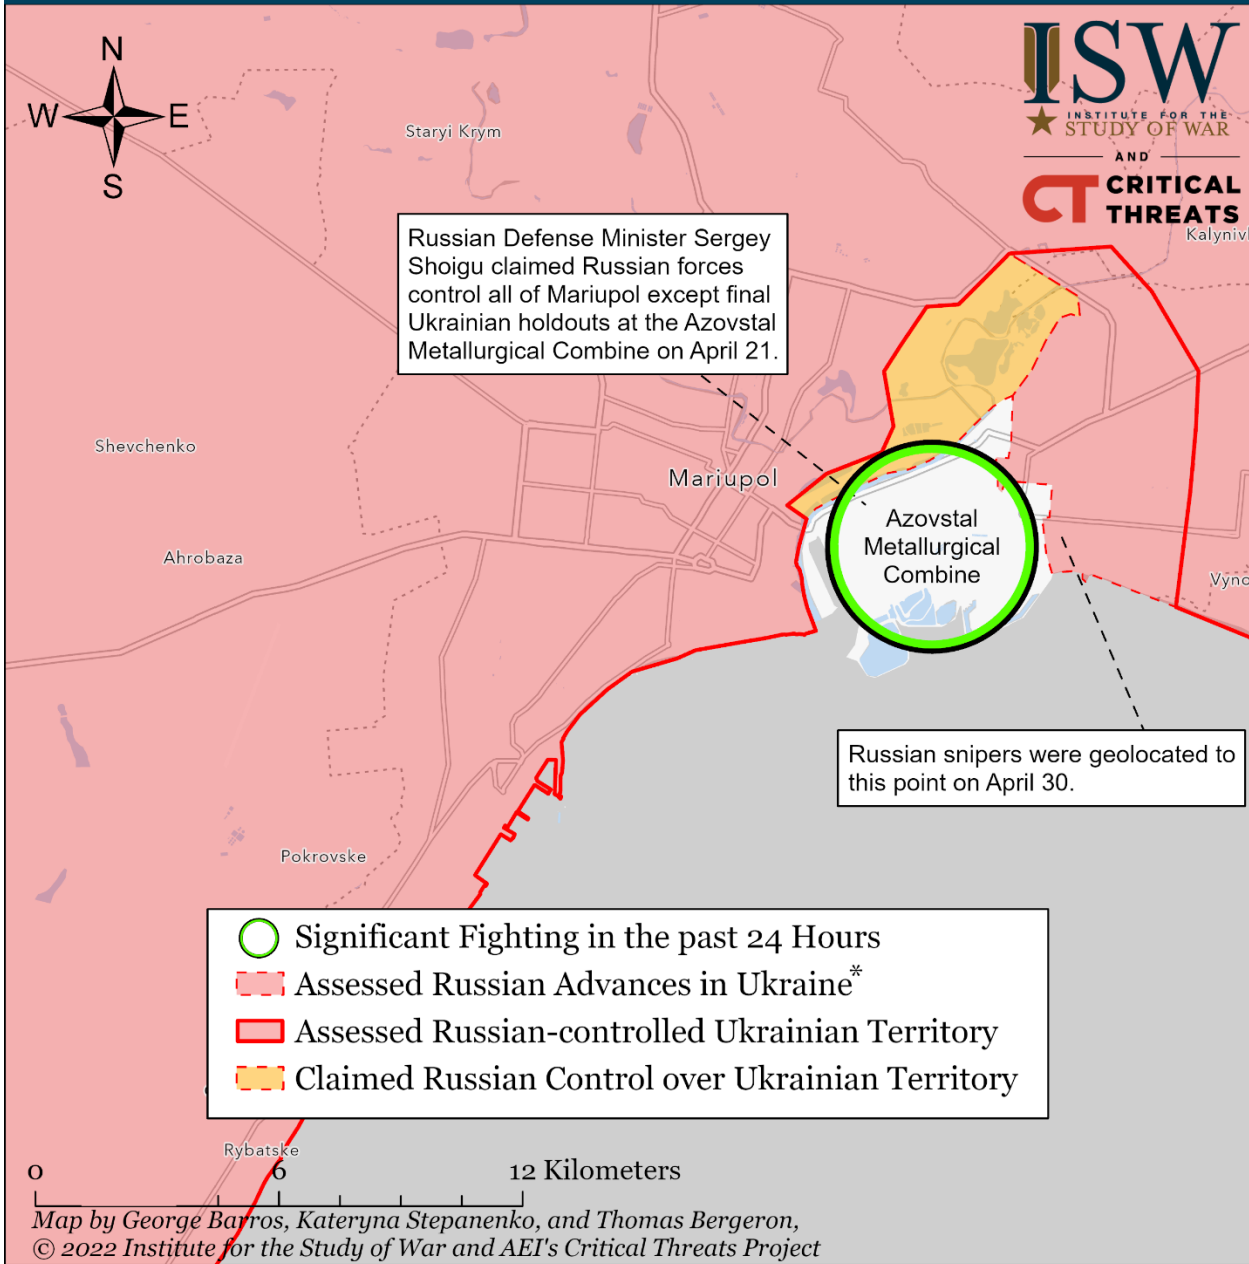 N
W E
S
ISW
INSTITUTE FOR THE
STUDY OF WAR
AND
CT CRITICAL
THREATS
Staryi Krym
Russian Defense Minister Sergey
Shoigu claimed Russian forces
control all of Mariupol except final
Ukrainian holdouts at the Azovstal
Metallurgical Combine on April 21.
Shevchenko
Mariupol
Azovstal
Metallurgical
Combine
Ahrobaza
Russian snipers were geolocated to
this point on April 30.
Pokrovske
Significant Fighting in the past 24 Hours
Assessed Russian Advances in Ukraine*
Assessed Russian-controlled Ukrainian Territory
Claimed Russian Control over Ukrainian Territory
Rybatske
0 6 12 Kilometers
Map by George Barros, Kateryna Stepanenko, and Thomas Bergeron,
© 2022 Institute for the Study of War and AEI's Critical Threats Project